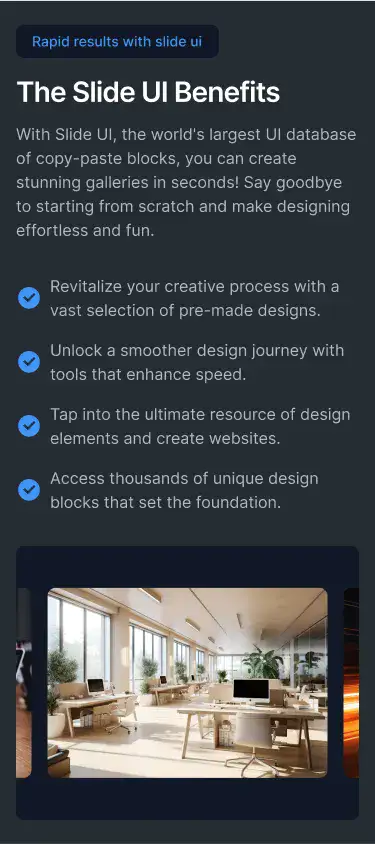 Rapid results with slide ui
The Slide UI Benefits
With Slide UI, the world's largest UI database
of copy-paste blocks, you can create
stunning galleries in seconds! Say goodbye
to starting from scratch and make designing
effortless and fun.
Revitalize your creative process with a
vast selection of pre-made designs.
Unlock a smoother design journey with
tools that enhance speed.
Tap into the ultimate resource of design
elements and create websites.
Access thousands of unique design
blocks that set the foundation.